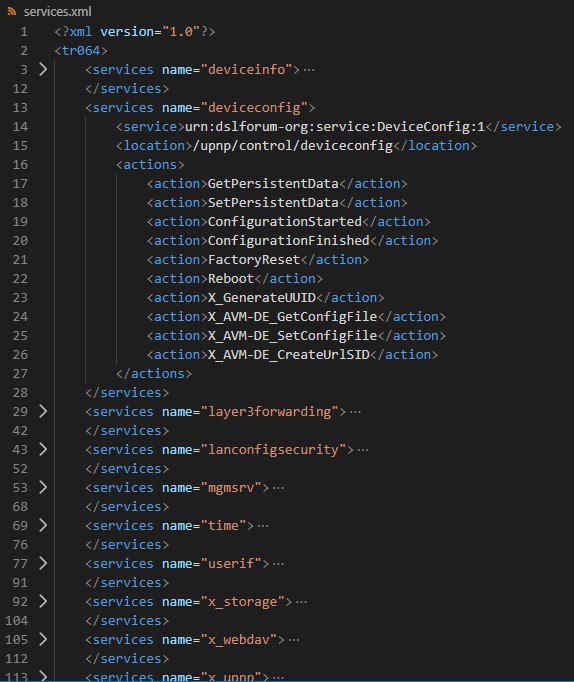 services.xml
1 <?xml version="1.0"?>
2 <tr064>
3 <services name="deviceinfo">…
12 </services>
13 <services name="deviceconfig">
14 <service>urn:dslforum-org:service:DeviceConfig:1</service>
15 <location>/upnp/control/deviceconfig</location>
16 <actions>
17 <action>GetPersistentData</action>
18 <action>SetPersistentData</action>
19 <action>ConfigurationStarted</action>
20 <action>ConfigurationFinished</action>
21 <action>FactoryReset</action>
22 <action>Reboot</action>
23 <action>X_GenerateUUID</action>
24 <action>X_AVM-DE_GetConfigFile</action>
25 <action>X_AVM-DE_SetConfigFile</action>
26 <action>X_AVM-DE_CreateUrlSID</action>
27 </actions>
28 </services>
29 <services name="layer3forwarding">…
42 </services>
43 <services name="lanconfigsecurity">…
52 </services>
53 <services name="mgmsrv">…
68 </services>
69 <services name="time">…
76 </services>
77 <services name="userif">…
91 </services>
92 <services name="x_storage">…
104 </services>
105 <services name="x_webdav">…
112 </services>
113 <services name="x_upnp">…